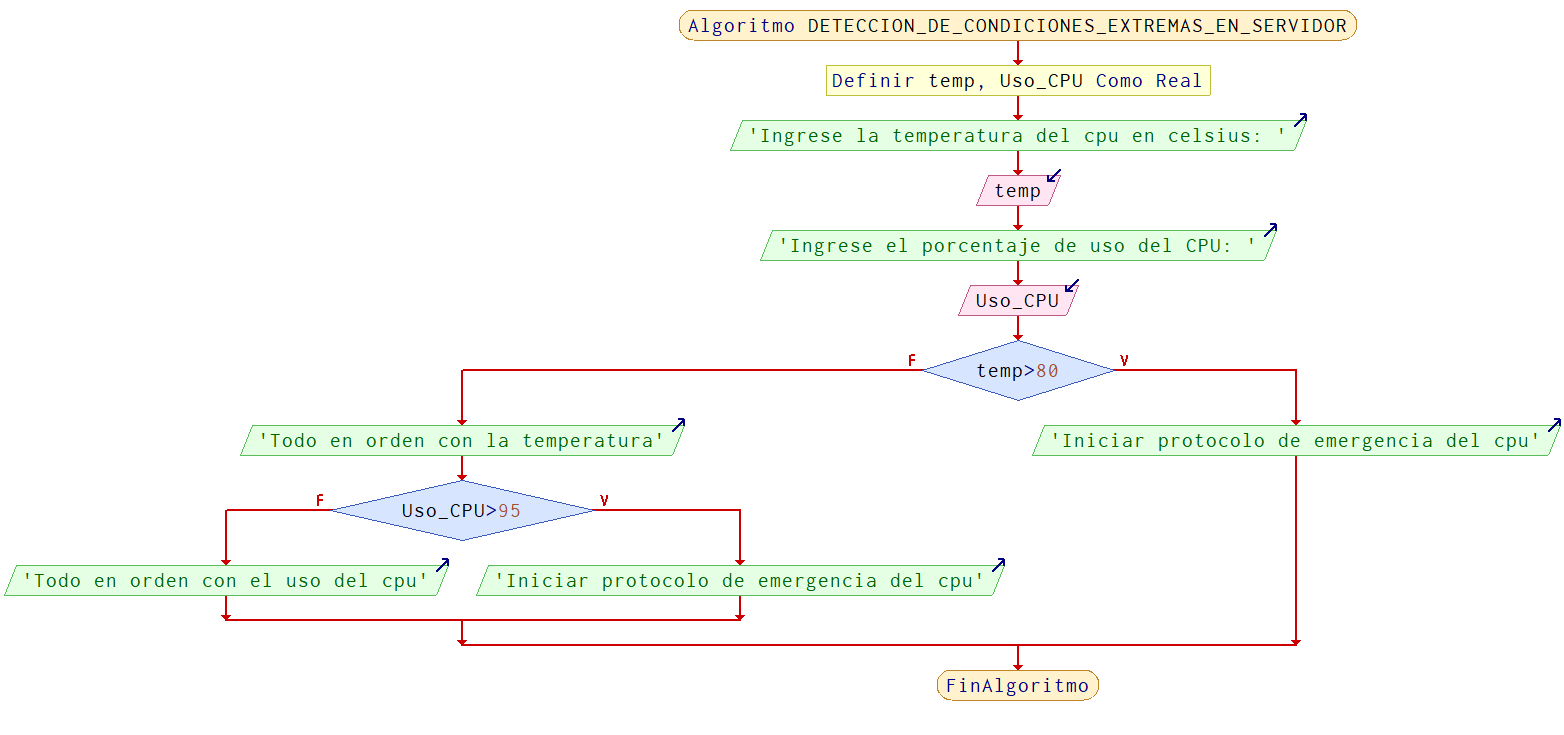 Algoritmo DETECCION_DE_CONDICIONES_EXTREMAS_EN_SERVIDOR
Definir temp, Uso_CPU Como Real
'Ingrese la temperatura del cpu en celsius: '
temp
'Ingrese el porcentaje de uso del CPU: '
Uso_CPU
F
V
temp>80
'Todo en orden con la temperatura'
'Iniciar protocolo de emergencia del cpu'
F
V
Uso_CPU>95
'Todo en orden con el uso del cpu'
'Iniciar protocolo de emergencia del cpu'
FinAlgoritmo